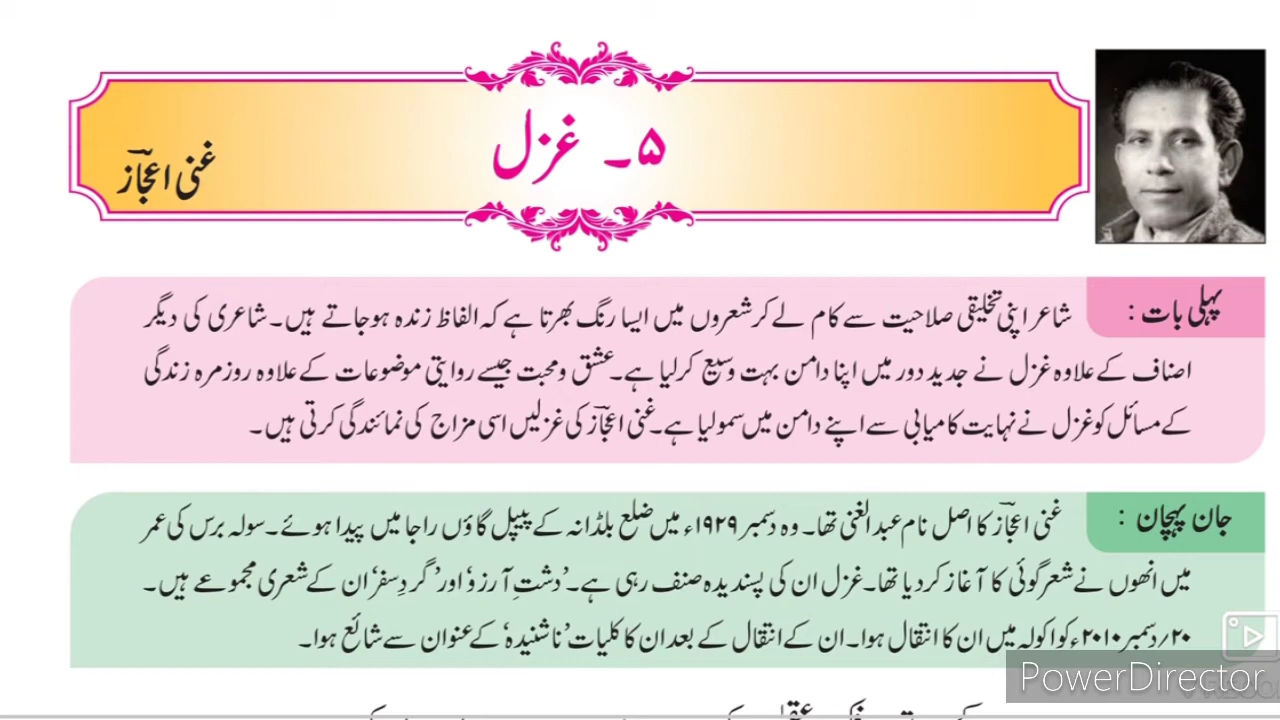 ۵۔ غزل
غنی اعجازؔ
پہلی بات :
شاعر اپنی تخلیقی صلاحیت سے کام لے کر شعروں میں ایسا رنگ بھرتا ہے کہ الفاظ زندہ ہوجاتے ہیں۔ شاعری کی دیگر
اصناف کے علاوہ غزل نے جدید دور میں اپنا دامن بہت وسیع کرلیا ہے۔ عشق و محبت جیسے روایتی موضوعات کے علاوہ روزمرہ زندگی
کے مسائل کو غزل نے نہایت کامیابی سے اپنے دامن میں سمولیا ہے۔ غنی اعجازؔ کی غزلیں اسی مزاج کی نمائندگی کرتی ہیں۔
جان پہچان :
غنی اعجازؔ کا اصل نام عبدالغنی تھا۔ وہ دسمبر ۱۹۲۹ء میں ضلع بلڈانہ کے پیپل گاؤں راجا میں پیدا ہوئے۔ سولہ برس کی عمر
میں انھوں نے شعر گوئی کا آغاز کردیا تھا۔ غزل ان کی پسندیدہ صنف رہی ہے۔ 'دشتِ آرزو' اور 'گردِ سفر' ان کے شعری مجموعے ہیں۔
۲۰؍دسمبر ۲۰۱۰ء کو اکولہ میں ان کا انتقال ہوا۔ ان کے انتقال کے بعد ان کا کلیات 'ناشنیدہ' کے عنوان سے شائع ہوا۔
PowerDirector